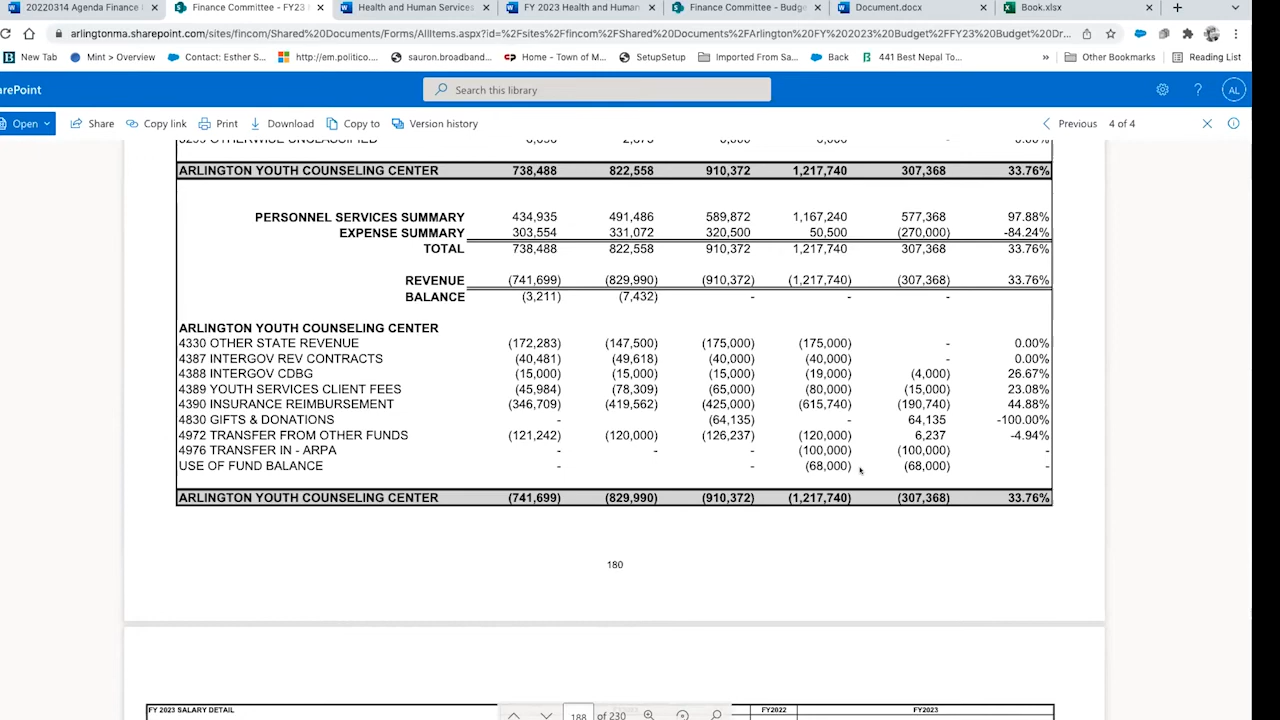 20220314 Agenda Finance × Finance Committee - FY23 × Health and Human Services × FY 2023 Health and Human × Finance Committee - Budge × Document.docx × Book.xlsx × +
arlingtonma.sharepoint.com/sites/fincom/Shared%20Documents/Forms/AllItems.aspx?id=%2Fsites%2Ffincom%2FShared%20Documents%2FArlington%20FY%202023%20Budget%2FFY23%20Budget%20Dr...
New Tab Mint > Overview Contact: Esther S... http://em.politico.... sauron.broadband... Home - Town of M... SetupSetup Imported From Sa... Back 441 Best Nepal To... » Other Bookmarks Reading List
arePoint Search this library ? AL
Open Share Copy link Print Download Copy to Version history Previous 4 of 4
ARLINGTON YOUTH COUNSELING CENTER 738,488 822,558 910,372 1,217,740 307,368 33.76%
PERSONNEL SERVICES SUMMARY 434,935 491,486 589,872 1,167,240 577,368 97.88%
EXPENSE SUMMARY 303,554 331,072 320,500 50,500 (270,000) -84.24%
TOTAL 738,488 822,558 910,372 1,217,740 307,368 33.76%
REVENUE (741,699) (829,990) (910,372) (1,217,740) (307,368) 33.76%
BALANCE (3,211) (7,432) - - -
ARLINGTON YOUTH COUNSELING CENTER
4330 OTHER STATE REVENUE (172,283) (147,500) (175,000) (175,000) - 0.00%
4387 INTERGOV REV CONTRACTS (40,481) (49,618) (40,000) (40,000) - 0.00%
4388 INTERGOV CDBG (15,000) (15,000) (15,000) (19,000) (4,000) 26.67%
4389 YOUTH SERVICES CLIENT FEES (45,984) (78,309) (65,000) (80,000) (15,000) 23.08%
4390 INSURANCE REIMBURSEMENT (346,709) (419,562) (425,000) (615,740) (190,740) 44.88%
4830 GIFTS & DONATIONS - (64,135) - 64,135 -100.00%
4972 TRANSFER FROM OTHER FUNDS (121,242) (120,000) (126,237) (120,000) 6,237 -4.94%
4976 TRANSFER IN - ARPA - - - (100,000) (100,000) -
USE OF FUND BALANCE - - (68,000) (68,000) -
ARLINGTON YOUTH COUNSELING CENTER (741,699) (829,990) (910,372) (1,217,740) (307,368) 33.76%
180
FY 2023 SALARY DETAIL FY2022 FY2023
188 of 230